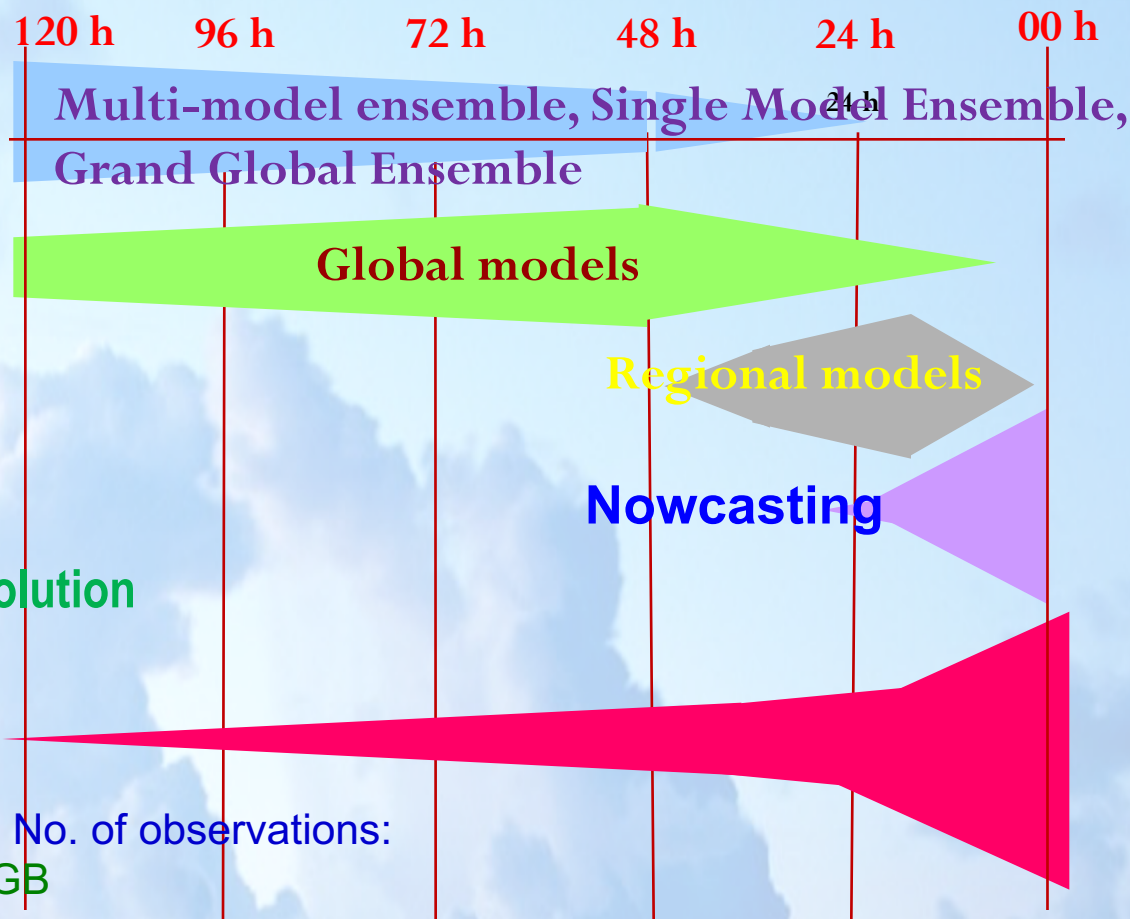 120 h 96 h 72 h 48 h 24 h 00 h
Multi-model ensemble, Single Model Ensemble,
24 h
Grand Global Ensemble
Global models
Regional models
Nowcasting
olution
No. of observations:
GB